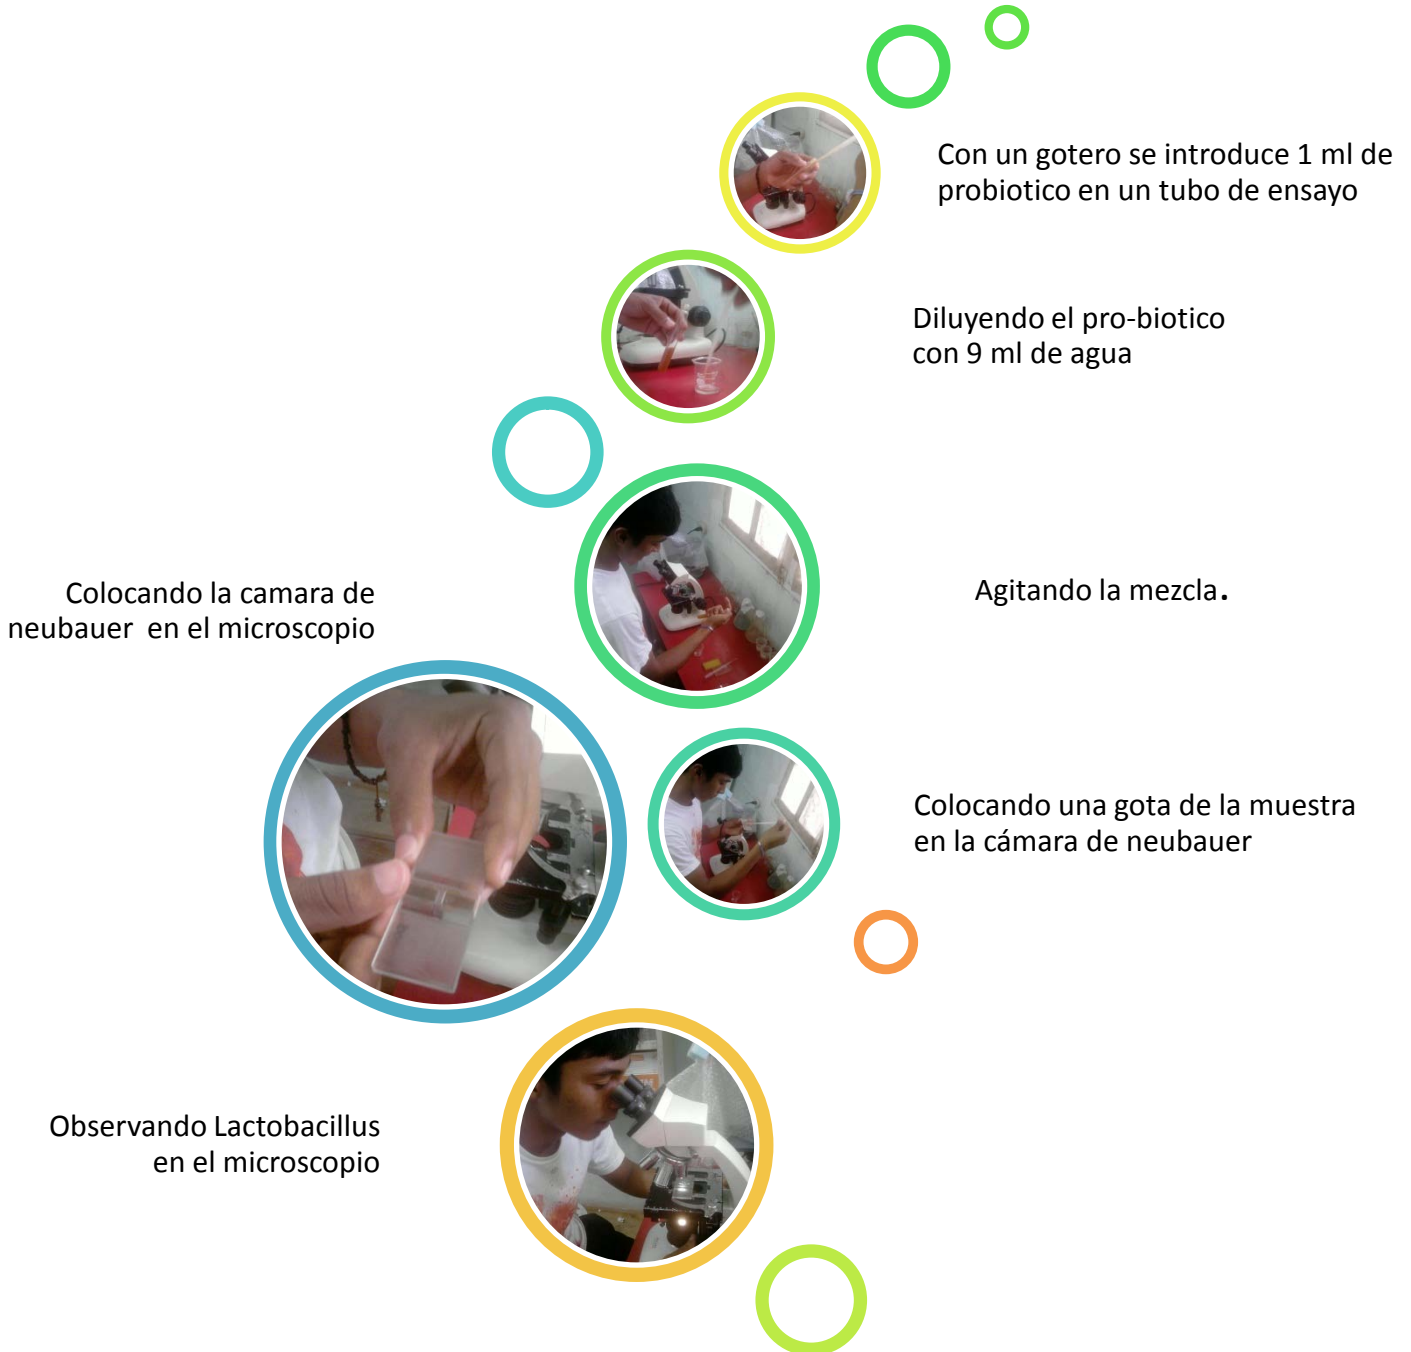 Con un gotero se introduce 1 ml de
probiotico en un tubo de ensayo
Diluyendo el pro-biotico
con 9 ml de agua
Agitando la mezcla.
Colocando la camara de
neubauer en el microscopio
Colocando una gota de la muestra
en la cámara de neubauer
Observando Lactobacillus
en el microscopio